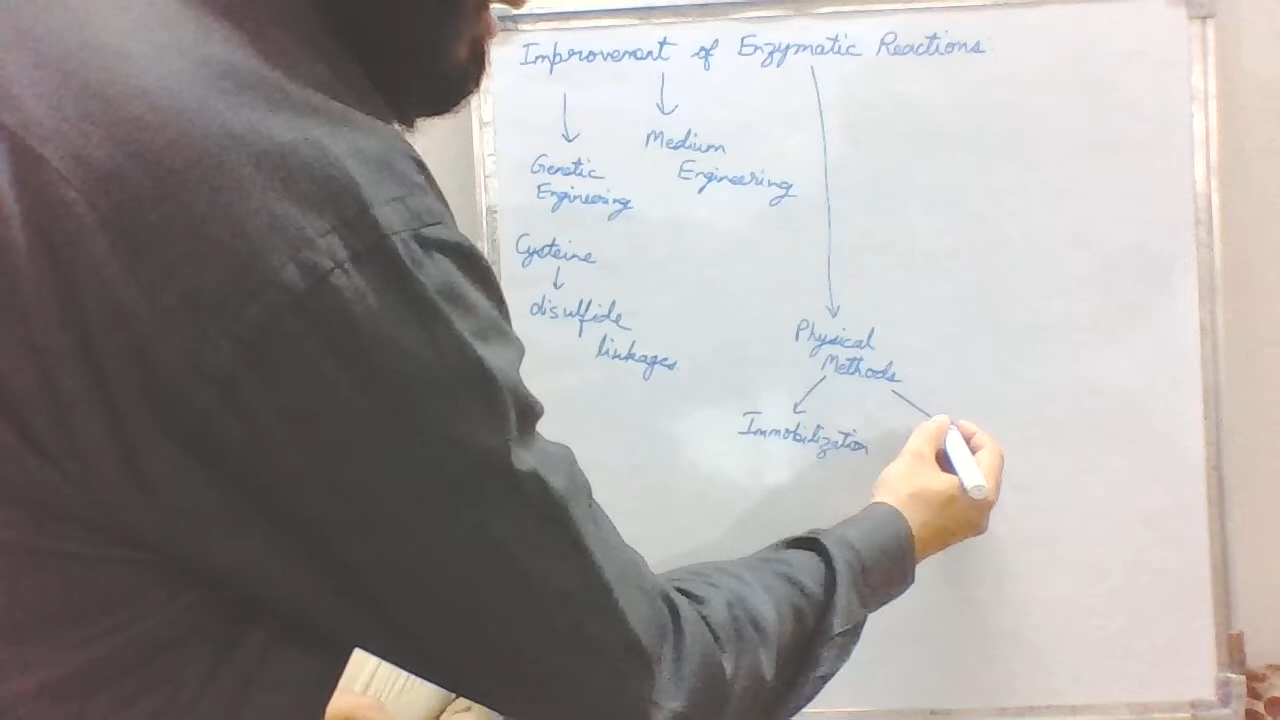 Improvement of Enzymatic Reactions
Genetic
Engineering
Medium
Engineering
Cysteine
disulfide
linkages
Physical
Methods
Immobilization